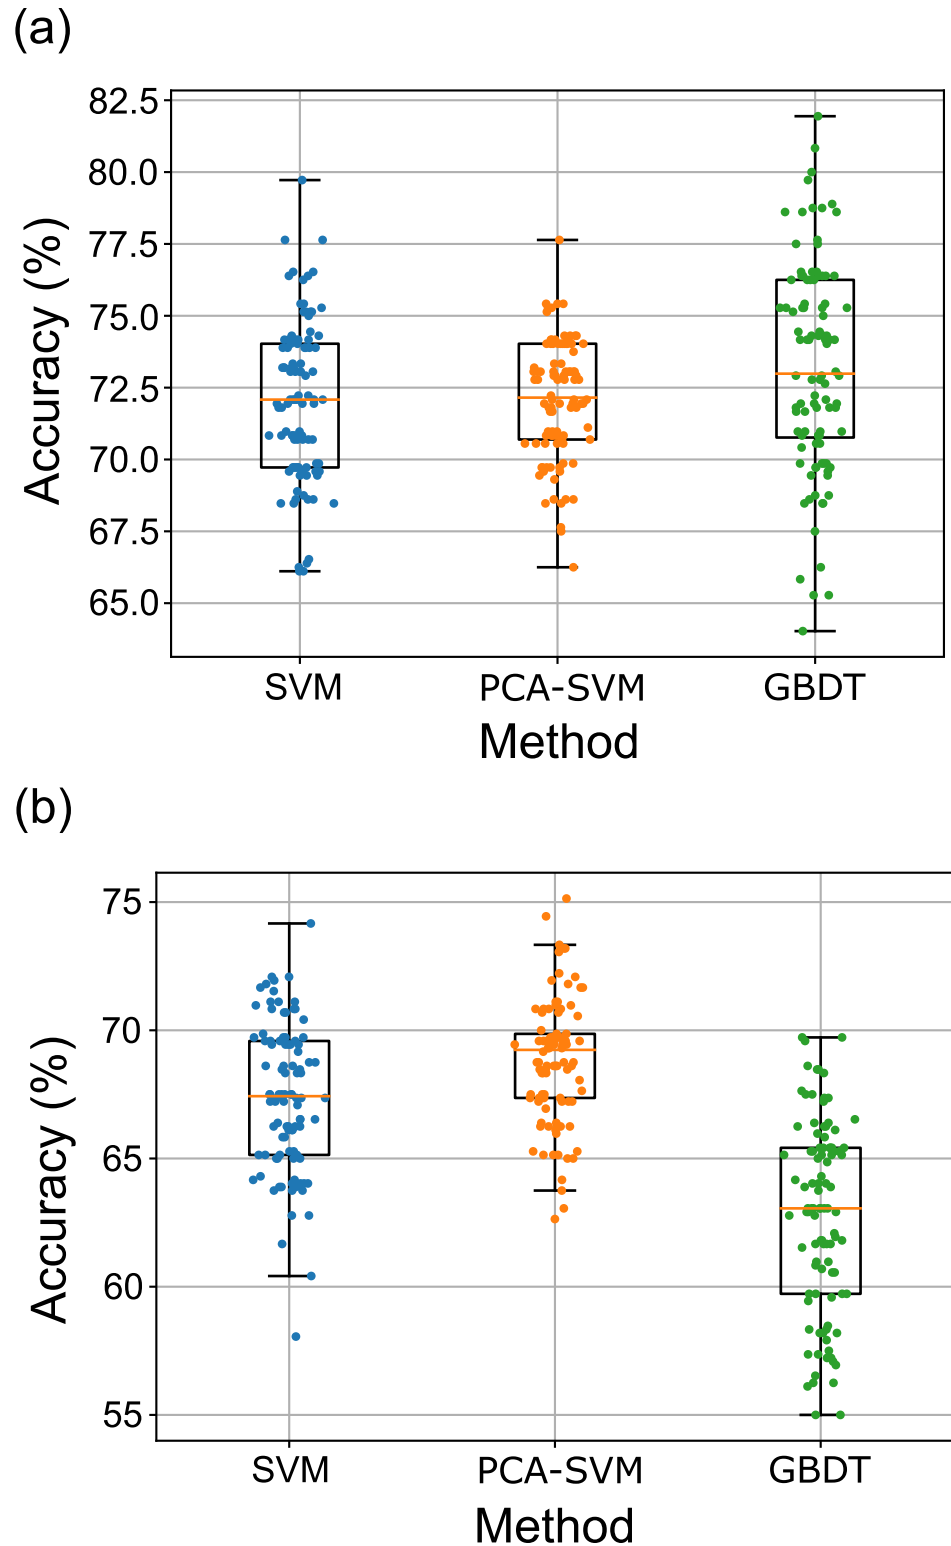 (a)
Accuracy (%)
82.5
80.0
77.5
75.0
72.5
70.0
67.5
65.0
SVM PCA-SVM GBDT
Method
(b)
Accuracy (%)
75
70
65
60
55
SVM PCA-SVM GBDT
Method